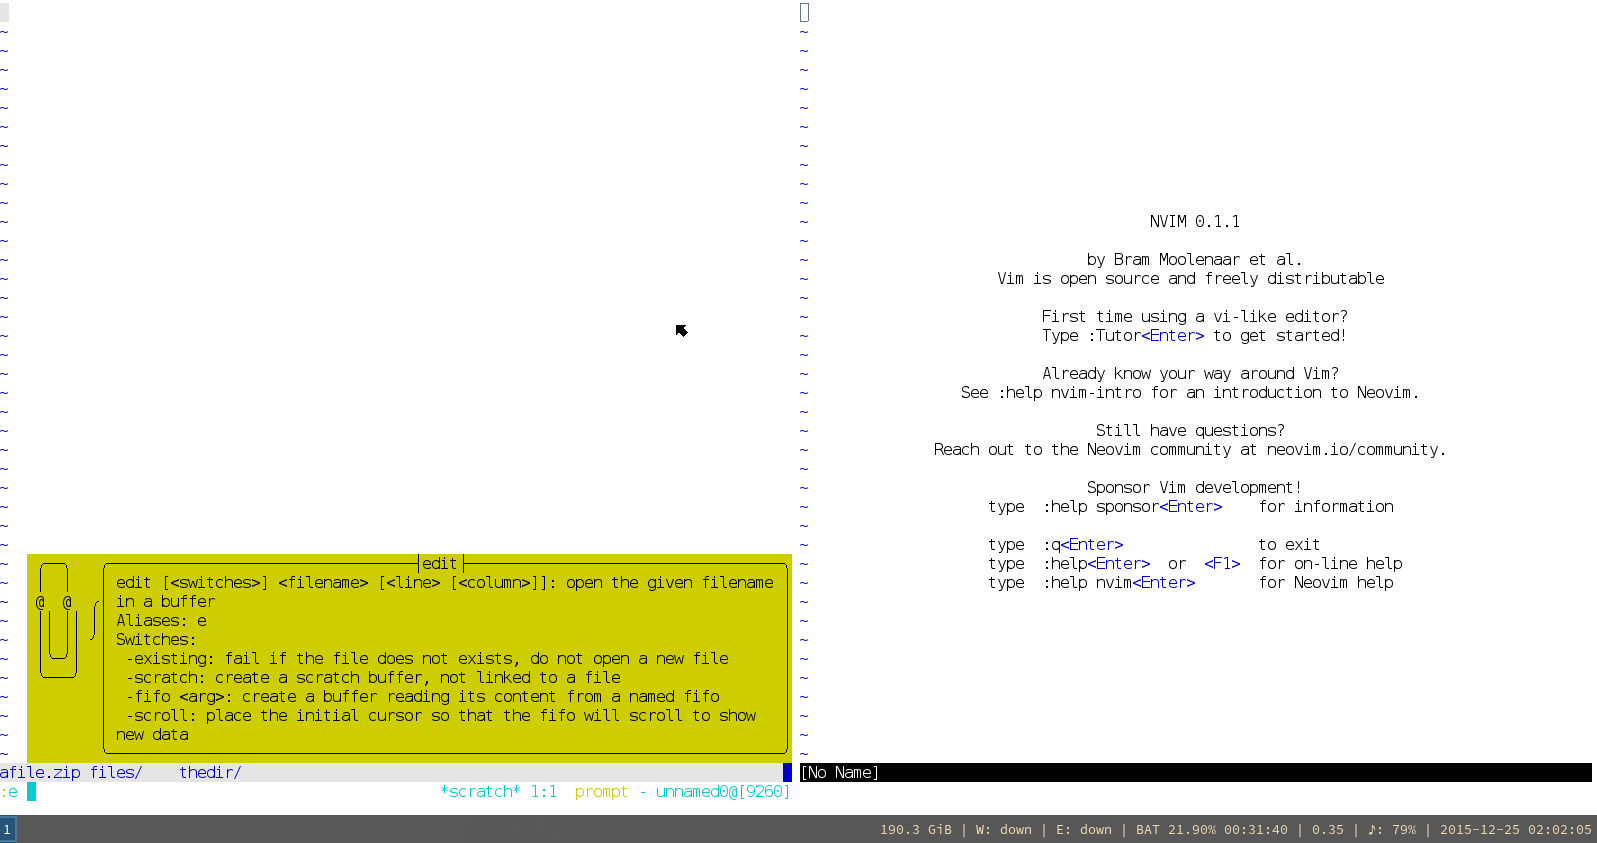 edit
edit [<switches>] <filename> [<line> [<column>]]: open the given filename
in a buffer
Aliases: e
Switches:
-existing: fail if the file does not exists, do not open a new file
-scratch: create a scratch buffer, not linked to a file
-fifo <arg>: create a buffer reading its content from a named fifo
-scroll: place the initial cursor so that the fifo will scroll to show
new data
@ @
afile.zip files/    thedir/
:e
*scratch* 1:1  prompt - unnamed0@[9260]
NVIM 0.1.1
by Bram Moolenaar et al.
Vim is open source and freely distributable
First time using a vi-like editor?
Type :Tutor<Enter> to get started!
Already know your way around Vim?
See :help nvim-intro for an introduction to Neovim.
Still have questions?
Reach out to the Neovim community at neovim.io/community.
Sponsor Vim development!
type  :help sponsor<Enter>    for information
type  :q<Enter>               to exit
type  :help<Enter>  or  <F1>  for on-line help
type  :help nvim<Enter>       for Neovim help
[No Name]
1
190.3 GiB | W: down | E: down | BAT 21.90% 00:31:40 | 0.35 | ♪: 79% | 2015-12-25 02:02:05